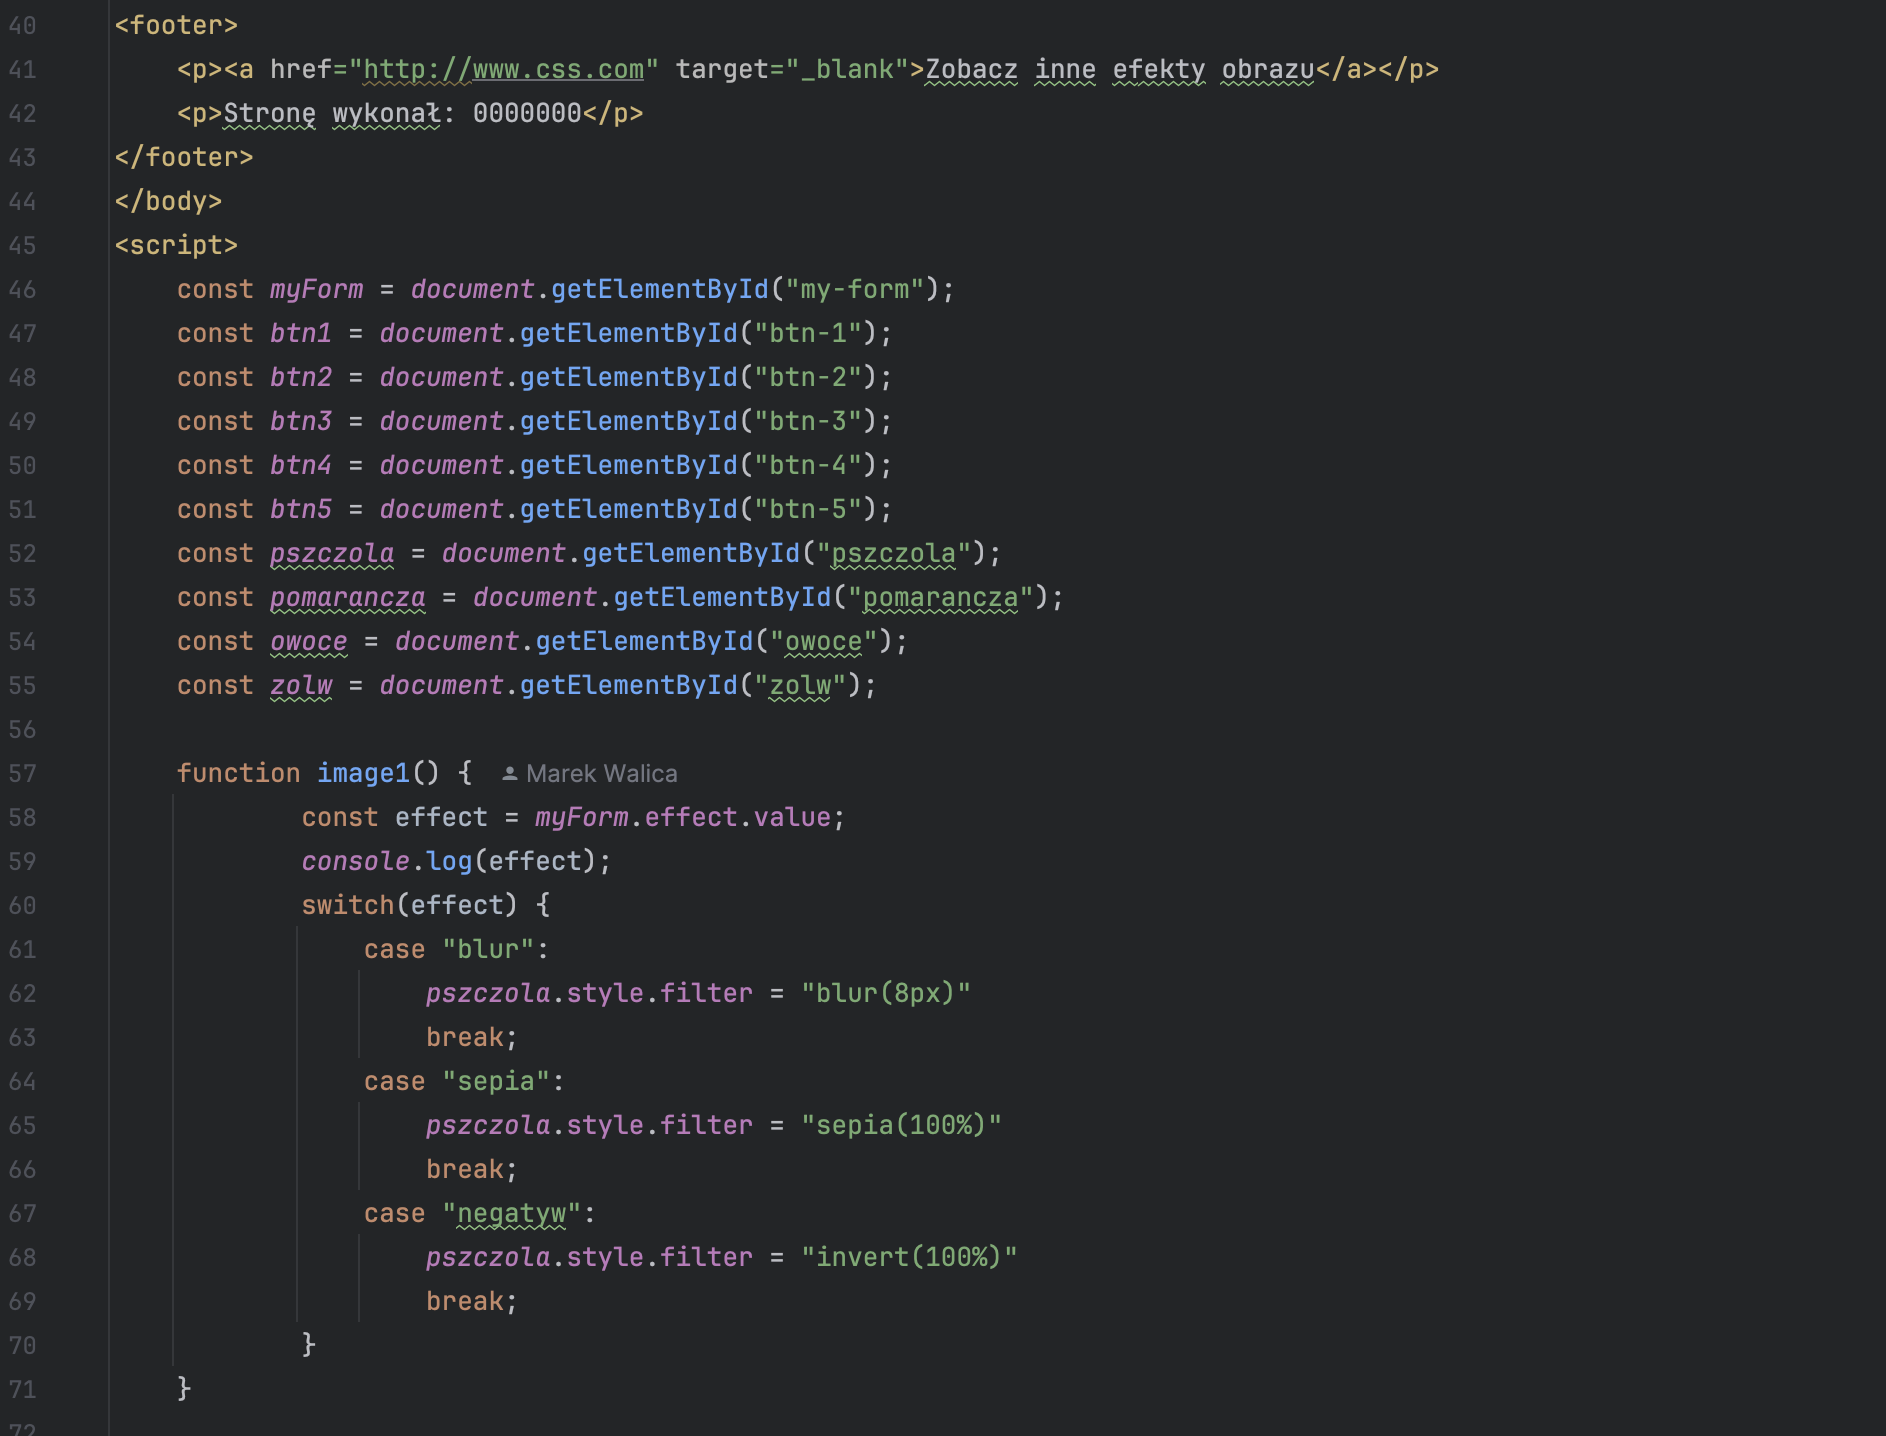 40 <footer>
41 <p><a href="http://www.css.com" target="_blank">Zobacz inne efekty obrazu</a></p>
42 <p>Stronę wykonał: 0000000</p>
43 </footer>
44 </body>
45 <script>
46 const myForm = document.getElementById("my-form");
47 const btn1 = document.getElementById("btn-1");
48 const btn2 = document.getElementById("btn-2");
49 const btn3 = document.getElementById("btn-3");
50 const btn4 = document.getElementById("btn-4");
51 const btn5 = document.getElementById("btn-5");
52 const pszczola = document.getElementById("pszczola");
53 const pomarancza = document.getElementById("pomarancza");
54 const owoce = document.getElementById("owoce");
55 const zolw = document.getElementById("zolw");
56
57 function image1() { Marek Walica
58 const effect = myForm.effect.value;
59 console.log(effect);
60 switch(effect) {
61 case "blur":
62 pszczola.style.filter = "blur(8px)"
63 break;
64 case "sepia":
65 pszczola.style.filter = "sepia(100%)"
66 break;
67 case "negatyw":
68 pszczola.style.filter = "invert(100%)"
69 break;
70 }
71 }
72